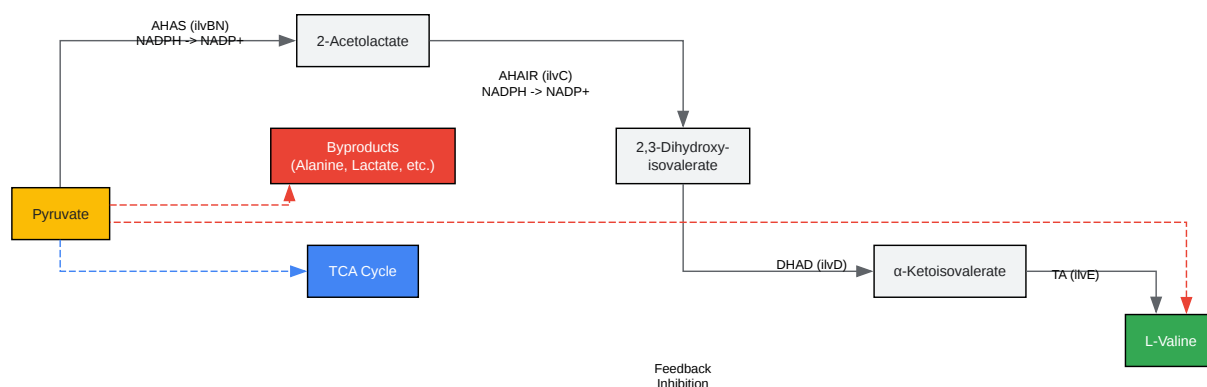 AHAS (ilvBN)
NADPH -> NADP+
2-Acetolactate
AHAIR (ilvC)
NADPH -> NADP+
Byproducts
(Alanine, Lactate, etc.)
2,3-Dihydroxy-
isovalerate
Pyruvate
TCA Cycle
DHAD (ilvD)
α-Ketoisovalerate
TA (ilvE)
L-Valine
Feedback
Inhibition